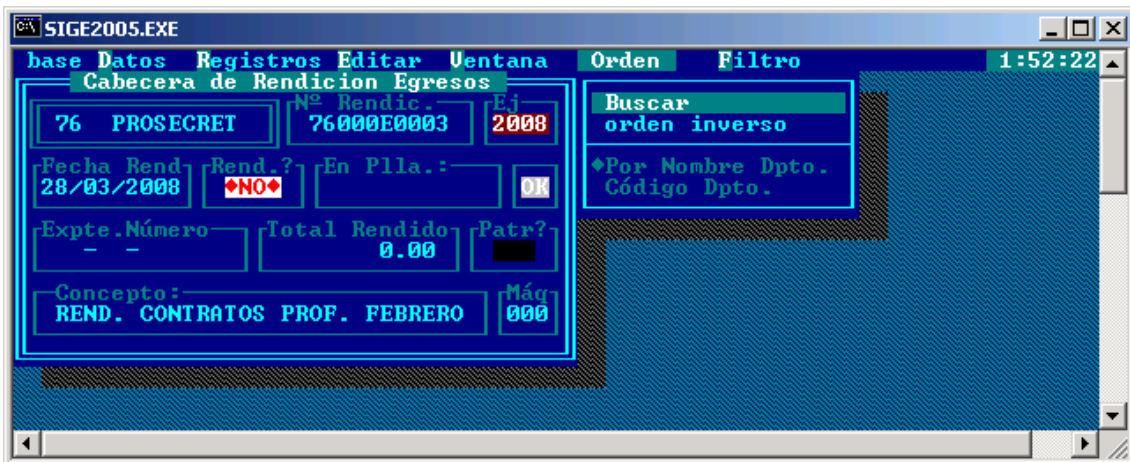 SIGE2005.EXE
base Datos Registros Editar Ventana Orden Filtro 1:52:22
Cabecera de Rendicion Egresos
Nº Rendic. Ej
76 PROSECRET 76000E0003 2008
Fecha Rend Rend.? En Plla.:
28/03/2008 ♦NO♦ OK
Expte.Número Total Rendido Patr?
- - 0.00
Concepto: Máq
REND. CONTRATOS PROF. FEBRERO 000
Buscar
orden inverso
♦Por Nombre Dpto.
Código Dpto.